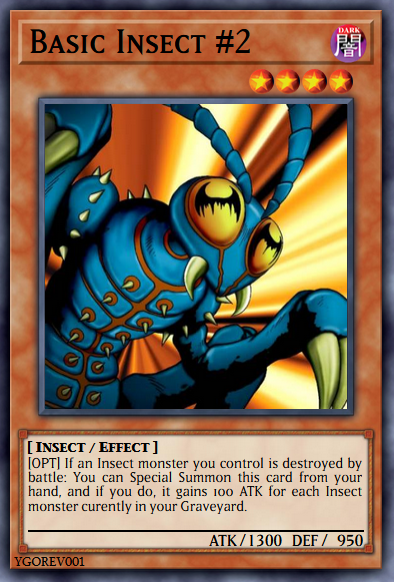 Basic Insect #2
DARK
闇
[ Insect / Effect ]
[OPT] If an Insect monster you control is destroyed by
battle: You can Special Summon this card from your
hand, and if you do, it gains 100 ATK for each Insect
monster curently in your Graveyard.
ATK / 1300 DEF / 950
YGOREV001